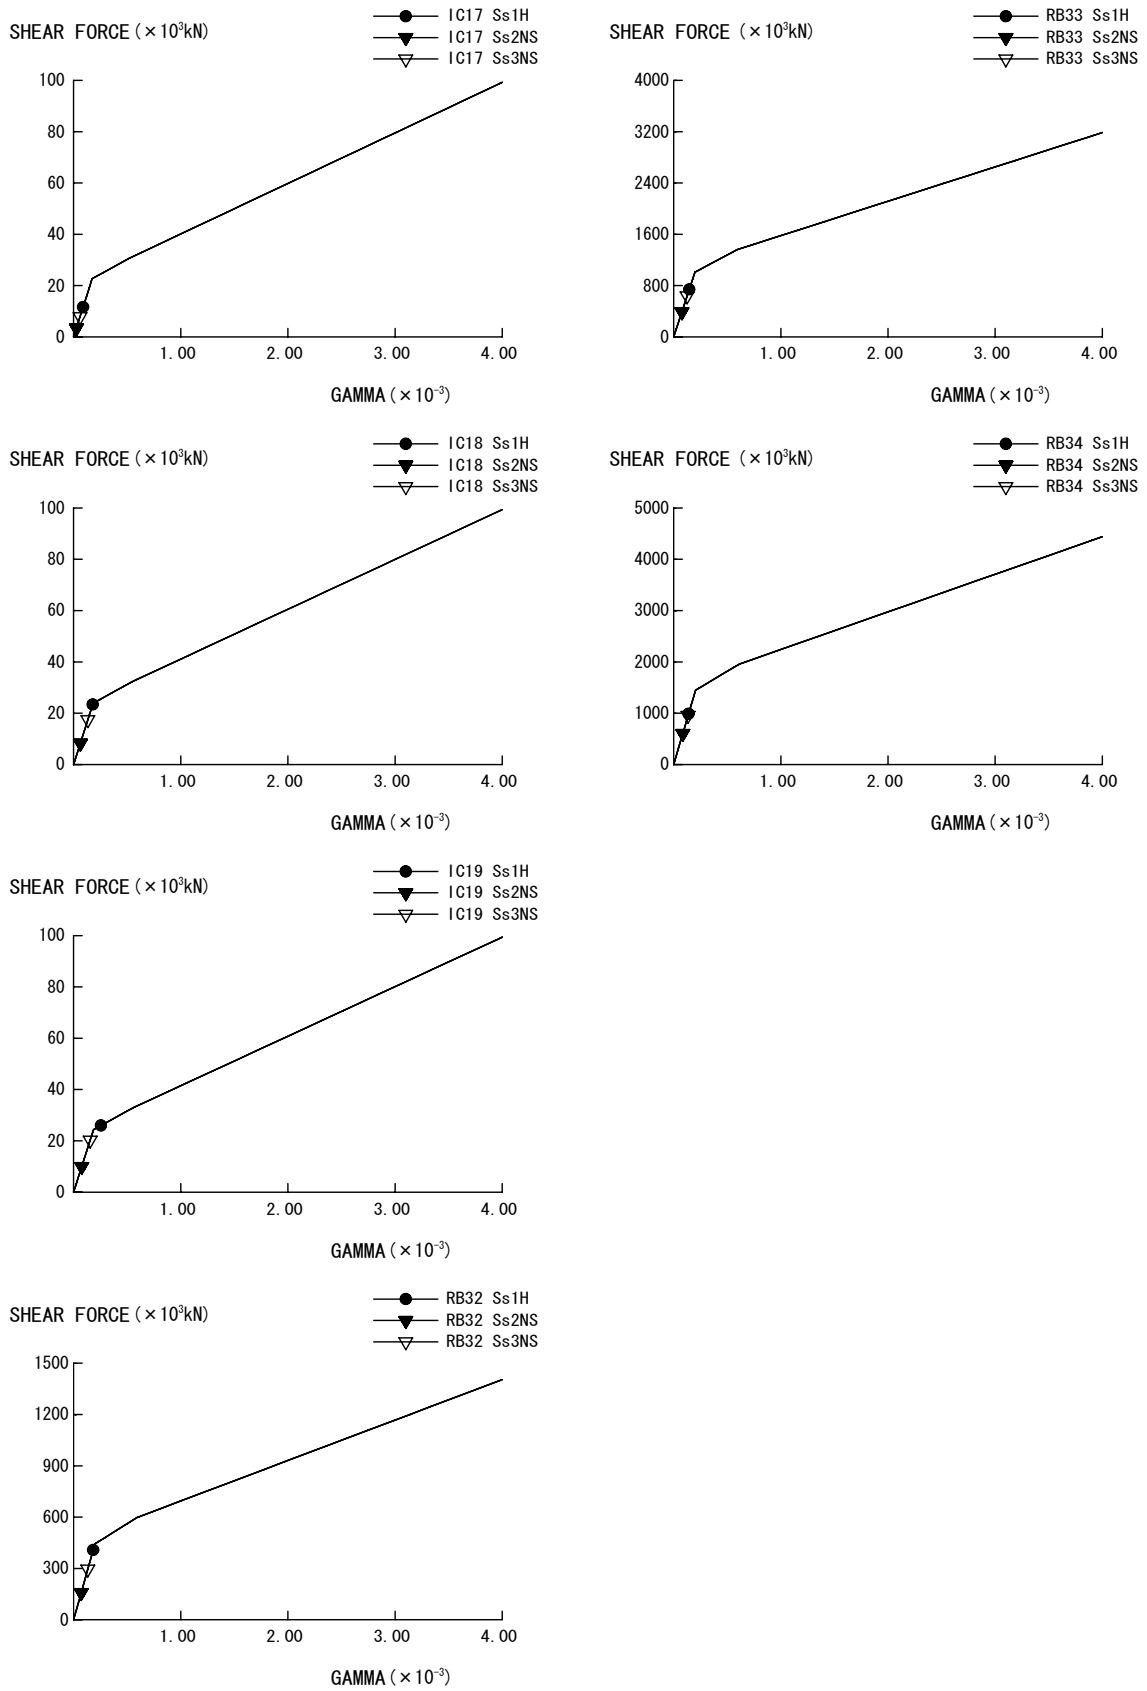 SHEAR FORCE(×10³kN)
IC17 Ss1H
IC17 Ss2NS
IC17 Ss3NS
100
80
60
40
20
0
1.00 2.00 3.00 4.00
GAMMA(×10⁻³)
SHEAR FORCE(×10³kN)
RB33 Ss1H
RB33 Ss2NS
RB33 Ss3NS
4000
3200
2400
1600
800
0
1.00 2.00 3.00 4.00
GAMMA(×10⁻³)
SHEAR FORCE(×10³kN)
IC18 Ss1H
IC18 Ss2NS
IC18 Ss3NS
100
80
60
40
20
0
1.00 2.00 3.00 4.00
GAMMA(×10⁻³)
SHEAR FORCE (×10³kN)
RB34 Ss1H
RB34 Ss2NS
RB34 Ss3NS
5000
4000
3000
2000
1000
0
1.00 2.00 3.00 4.00
GAMMA(×10⁻³)
SHEAR FORCE(×10³kN)
IC19 Ss1H
IC19 Ss2NS
IC19 Ss3NS
100
80
60
40
20
0
1.00 2.00 3.00 4.00
GAMMA(×10⁻³)
SHEAR FORCE(×10³kN)
RB32 Ss1H
RB32 Ss2NS
RB32 Ss3NS
1500
1200
900
600
300
0
1.00 2.00 3.00 4.00
GAMMA(×10⁻³)